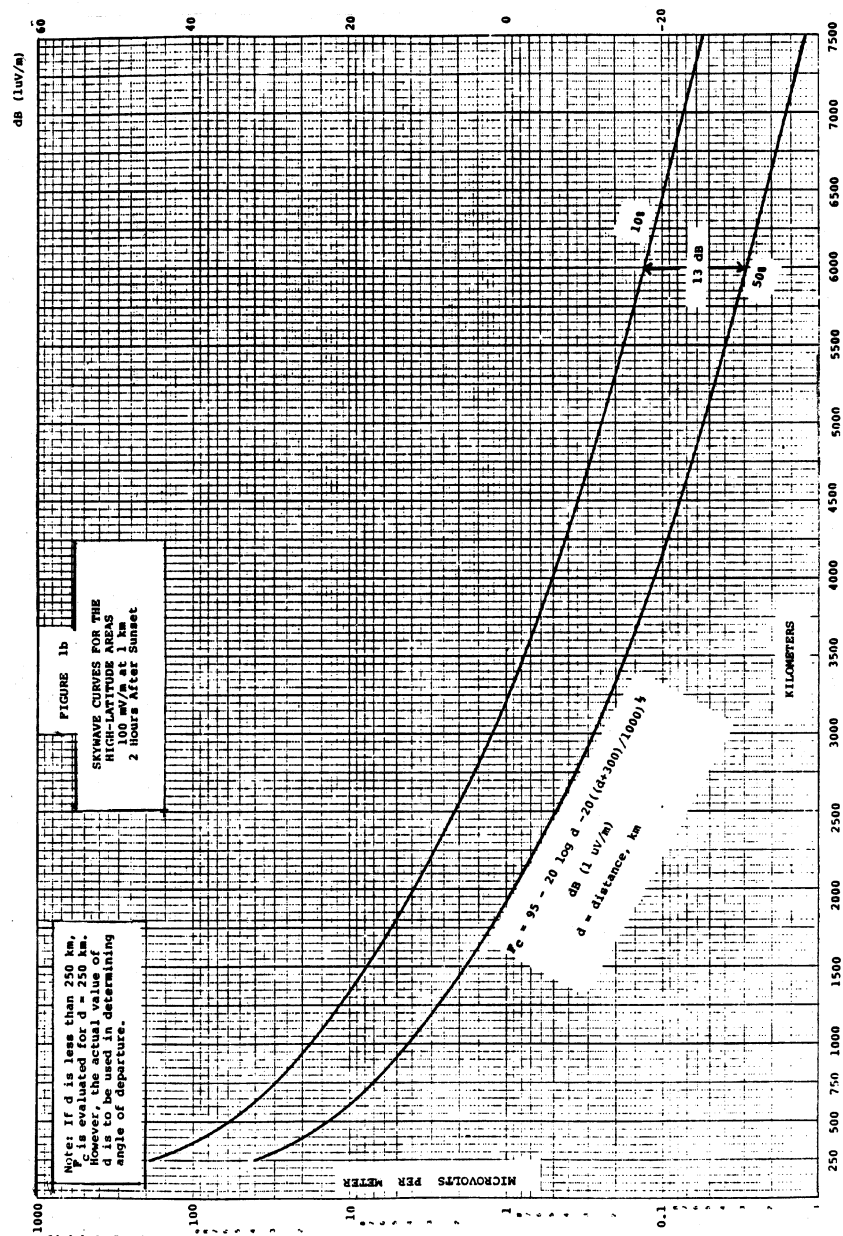 FIGURE 1b
SKYWAVE CURVES FOR THE
HIGH-LATITUDE AREAS
100 mV/m at 1 km
2 Hours After Sunset
Note: If d is less than 250 km,
Fc is evaluated for d = 250 km.
However, the actual value of
d is to be used in determining
angle of departure.
dB (1uV/m)
60
40
20
0
-20
MICROVOLTS PER METER
1000
100
10
1
0.1
10%
13 dB
50%
Fc = 95 - 20 log d -20((d+300)/1000)½
dB (1 uV/m)
d = distance, km
KILOMETERS
250
500
750
1000
1500
2000
2500
3000
3500
4000
4500
5000
5500
6000
6500
7000
7500